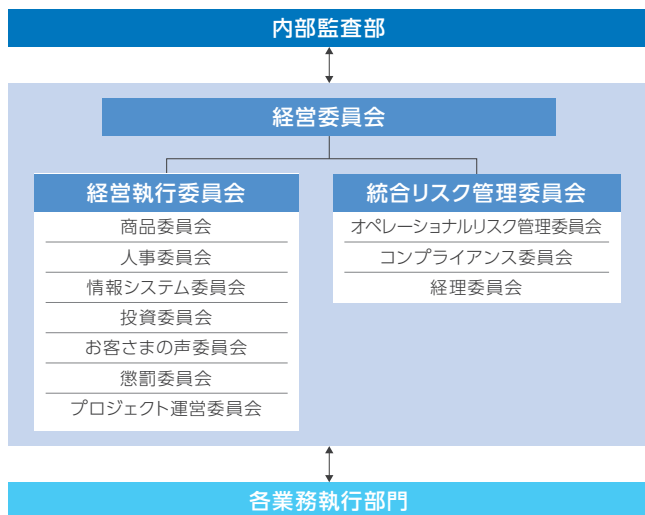 内部監査部
経営委員会
経営執行委員会
商品委員会
人事委員会
情報システム委員会
投資委員会
お客さまの声委員会
懲罰委員会
プロジェクト運営委員会
統合リスク管理委員会
オペレーショナルリスク管理委員会
コンプライアンス委員会
経理委員会
各業務執行部門